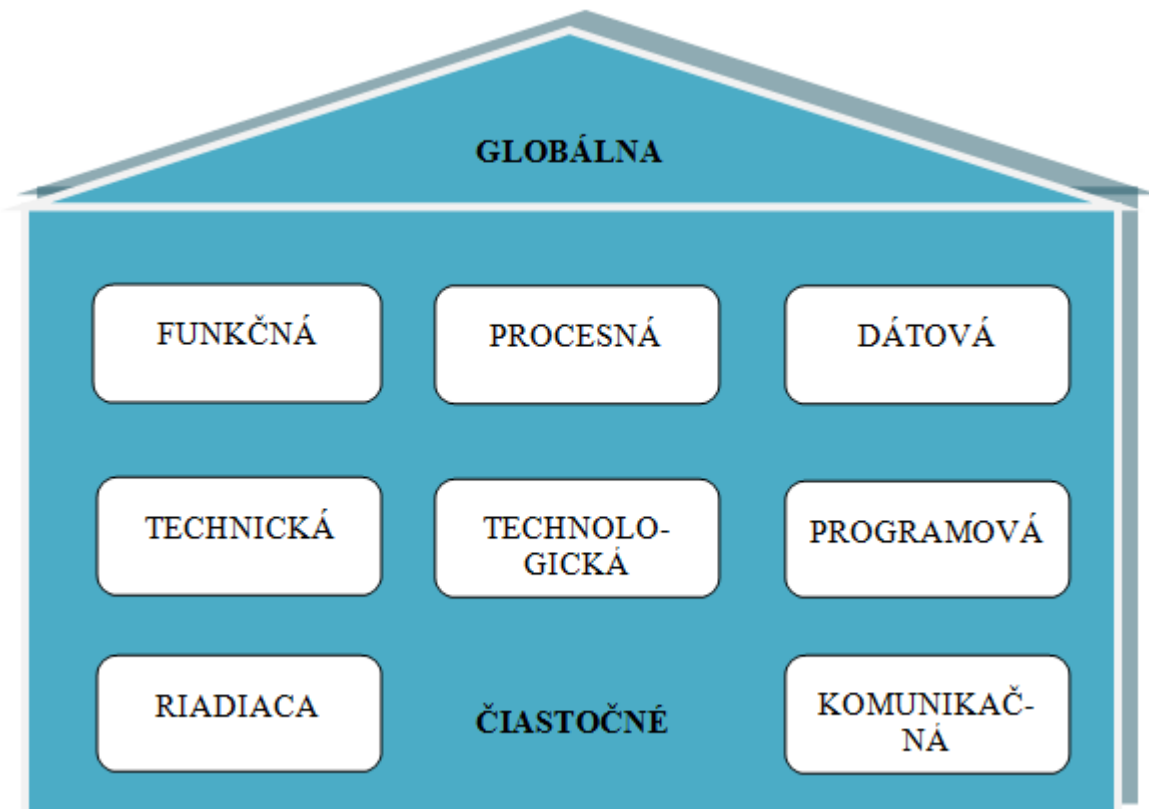 GLOBÁLNA
FUNKČNÁ
PROCESNÁ
DÁTOVÁ
TECHNICKÁ
TECHNOLO-
GICKÁ
PROGRAMOVÁ
RIADIACA
ČIASTOČNÉ
KOMUNIKAČ-
NÁ